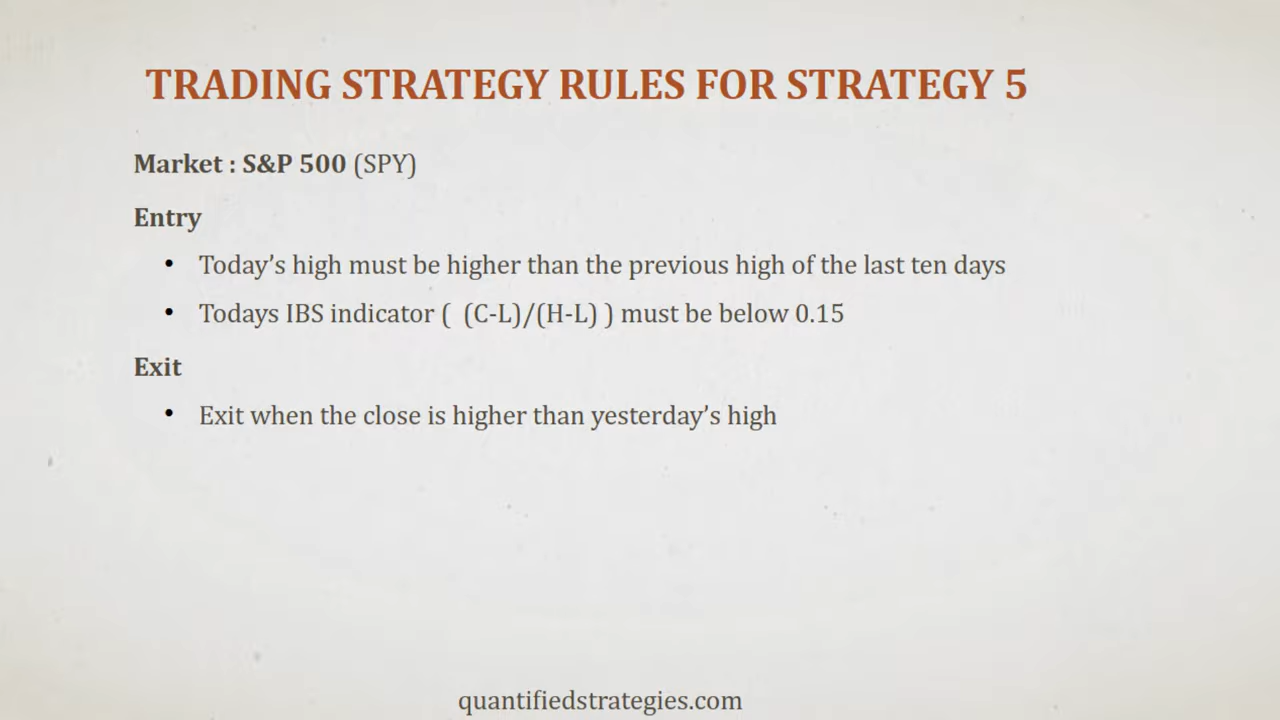 TRADING STRATEGY RULES FOR STRATEGY 5
Market : S&P 500 (SPY)
Entry
• Today’s high must be higher than the previous high of the last ten days
• Todays IBS indicator ( (C-L)/(H-L) ) must be below 0.15
Exit
• Exit when the close is higher than yesterday’s high
quantifiedstrategies.com